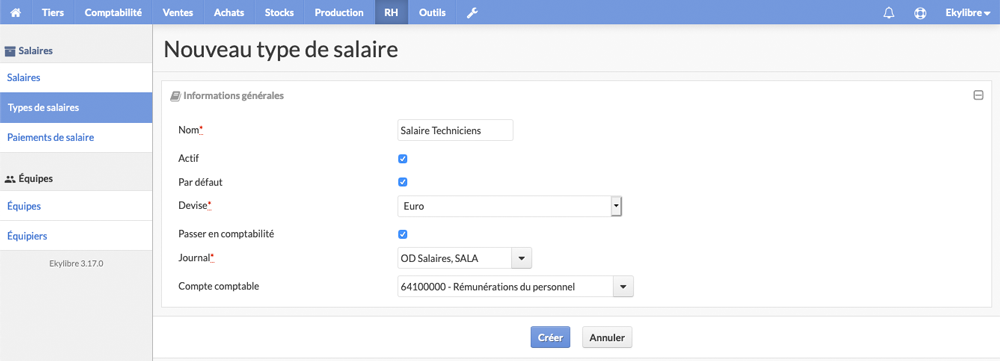 Tiers Comptabilité Ventes Achats Stocks Production RH Outils Ekylibre
Salaires
Salaires
Types de salaires
Paiements de salaire
Équipes
Équipes
Équipiers
Ekylibre 3.17.0
Nouveau type de salaire
Informations générales
Nom*
Salaire Techniciens
Actif
Par défaut
Devise*
Euro
Passer en comptabilité
Journal*
OD Salaires, SALA
Compte comptable
64100000 - Rémunérations du personnel
Créer Annuler